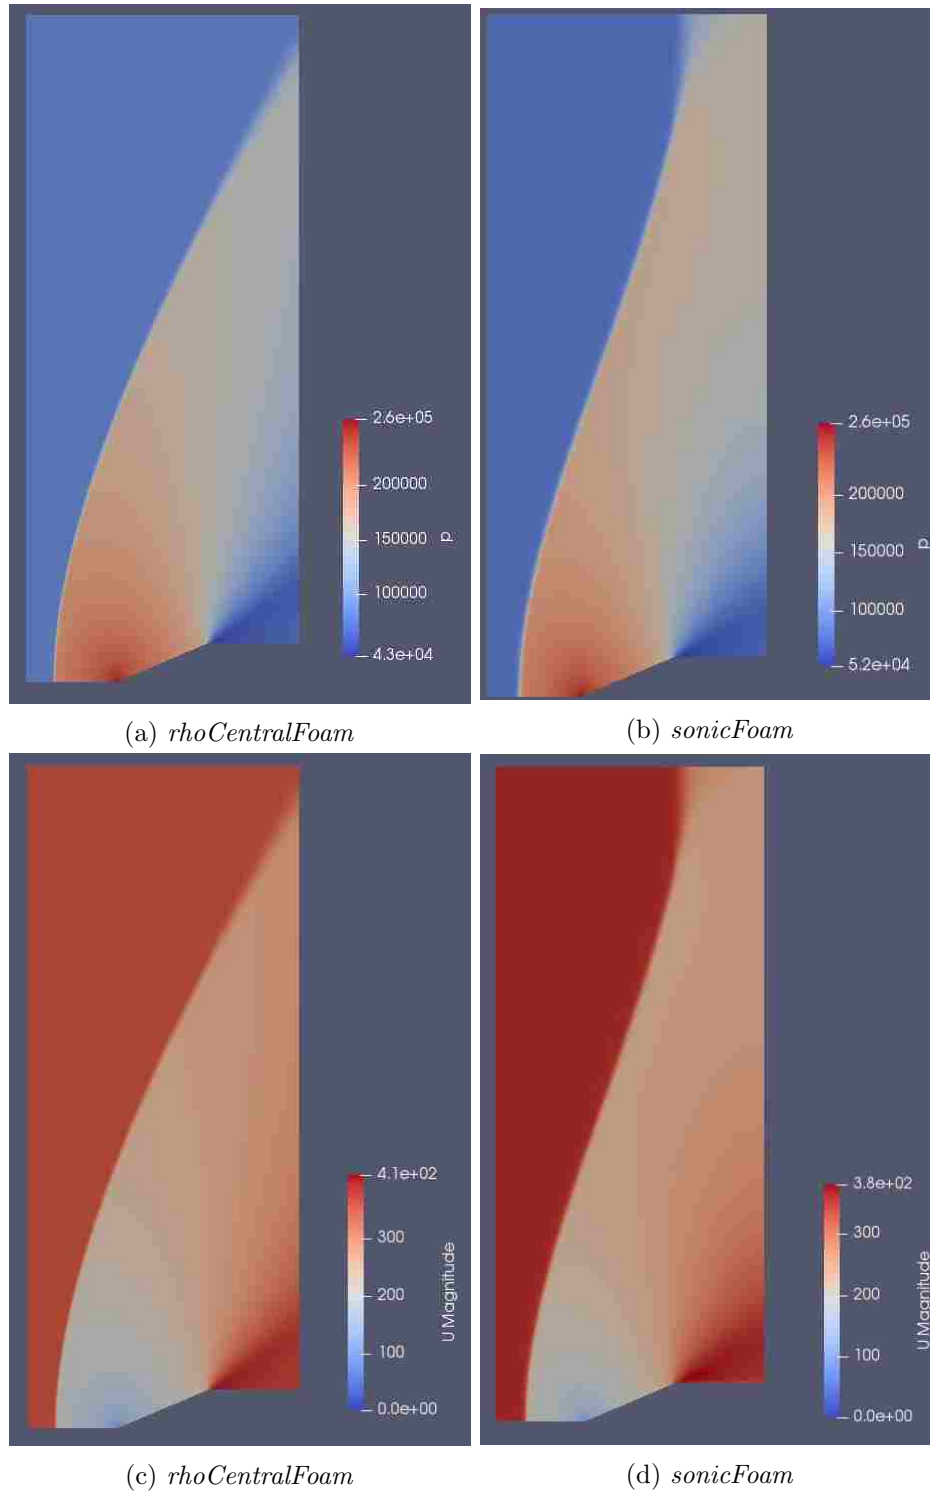 2.6e+05
200000
150000
100000
4.3e+04
p
2.6e+05
200000
150000
100000
5.2e+04
p
(a) rhoCentralFoam
(b) sonicFoam
4.1e+02
300
200
100
0.0e+00
U Magnitude
3.8e+02
300
200
100
0.0e+00
U Magnitude
(c) rhoCentralFoam
(d) sonicFoam